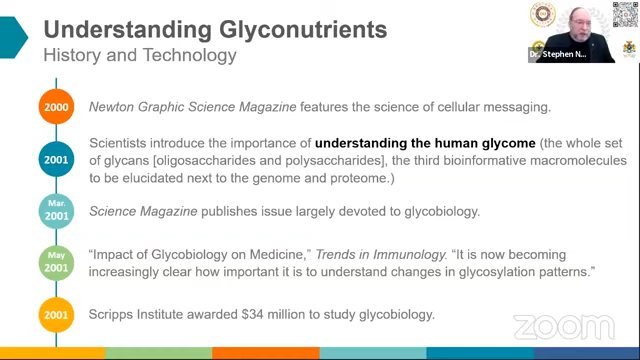 Understanding Glyconutrients
History and Technology
Dr. Stephen N...
2000
Newton Graphic Science Magazine features the science of cellular messaging.
2001
Scientists introduce the importance of understanding the human glycome (the whole set
of glycans [oligosaccharides and polysaccharides], the third bioinformative macromolecules
to be elucidated next to the genome and proteome.)
Mar.
2001
Science Magazine publishes issue largely devoted to glycobiology.
May
2001
“Impact of Glycobiology on Medicine,” Trends in Immunology. “It is now becoming
increasingly clear how important it is to understand changes in glycosylation patterns.”
2001
Scripps Institute awarded $34 million to study glycobiology.
zoom